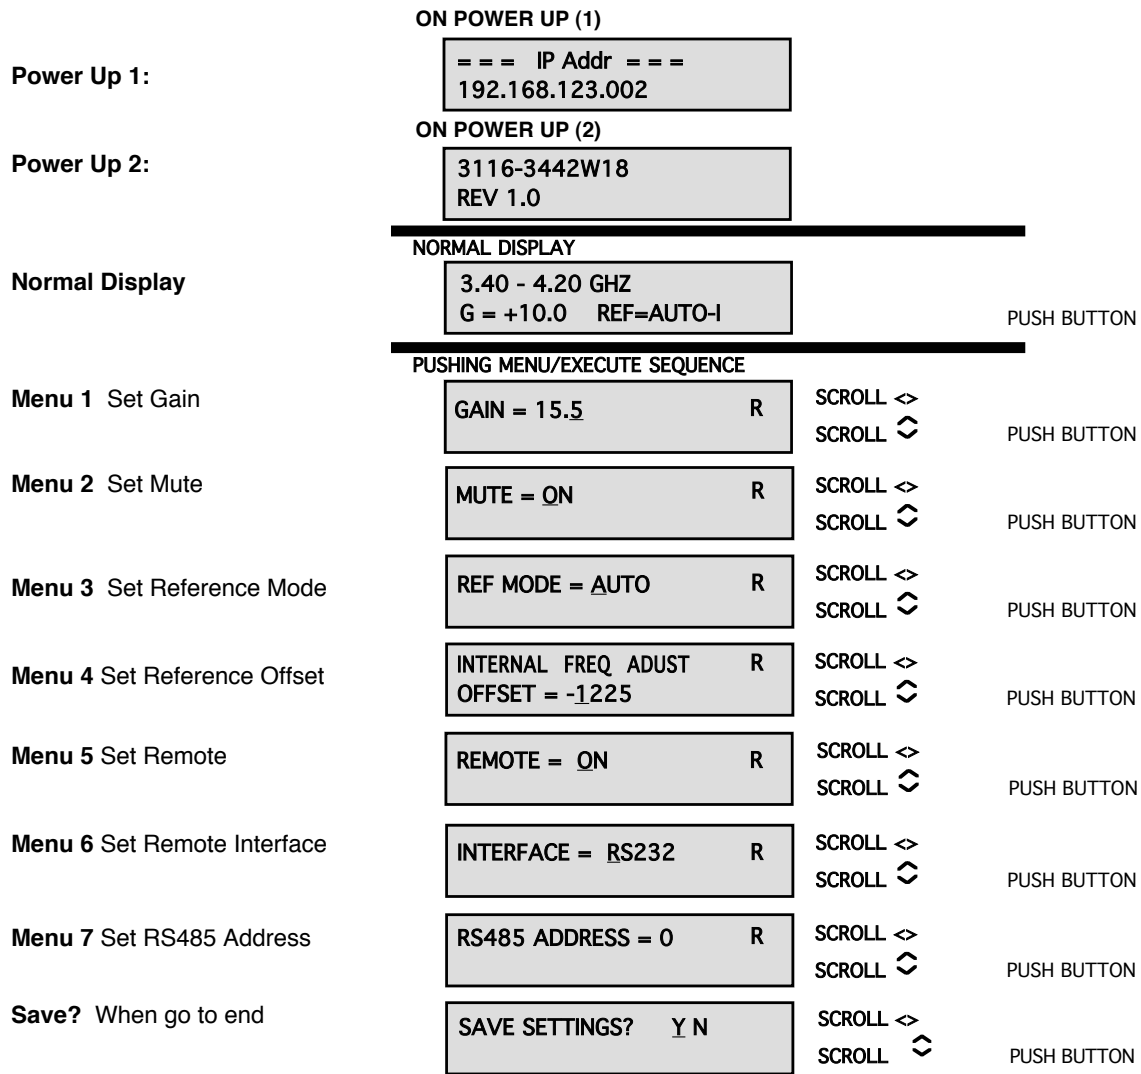 ON POWER UP (1)
Power Up 1:
= = = IP Addr = = =
192.168.123.002
ON POWER UP (2)
Power Up 2:
3116-3442W18
REV 1.0
NORMAL DISPLAY
Normal Display
3.40 - 4.20 GHZ
G = +10.0 REF=AUTO-I
PUSH BUTTON
PUSHING MENU/EXECUTE SEQUENCE
Menu 1 Set Gain
GAIN = 15.5 R
SCROLL <>
SCROLL
PUSH BUTTON
Menu 2 Set Mute
MUTE = ON R
SCROLL <>
SCROLL
PUSH BUTTON
Menu 3 Set Reference Mode
REF MODE = AUTO R
SCROLL <>
SCROLL
PUSH BUTTON
Menu 4 Set Reference Offset
INTERNAL FREQ ADUST R
OFFSET = -1225
SCROLL <>
SCROLL
PUSH BUTTON
Menu 5 Set Remote
REMOTE = ON R
SCROLL <>
SCROLL
PUSH BUTTON
Menu 6 Set Remote Interface
INTERFACE = RS232 R
SCROLL <>
SCROLL
PUSH BUTTON
Menu 7 Set RS485 Address
RS485 ADDRESS = 0 R
SCROLL <>
SCROLL
PUSH BUTTON
Save? When go to end
SAVE SETTINGS? Y N
SCROLL <>
SCROLL
PUSH BUTTON